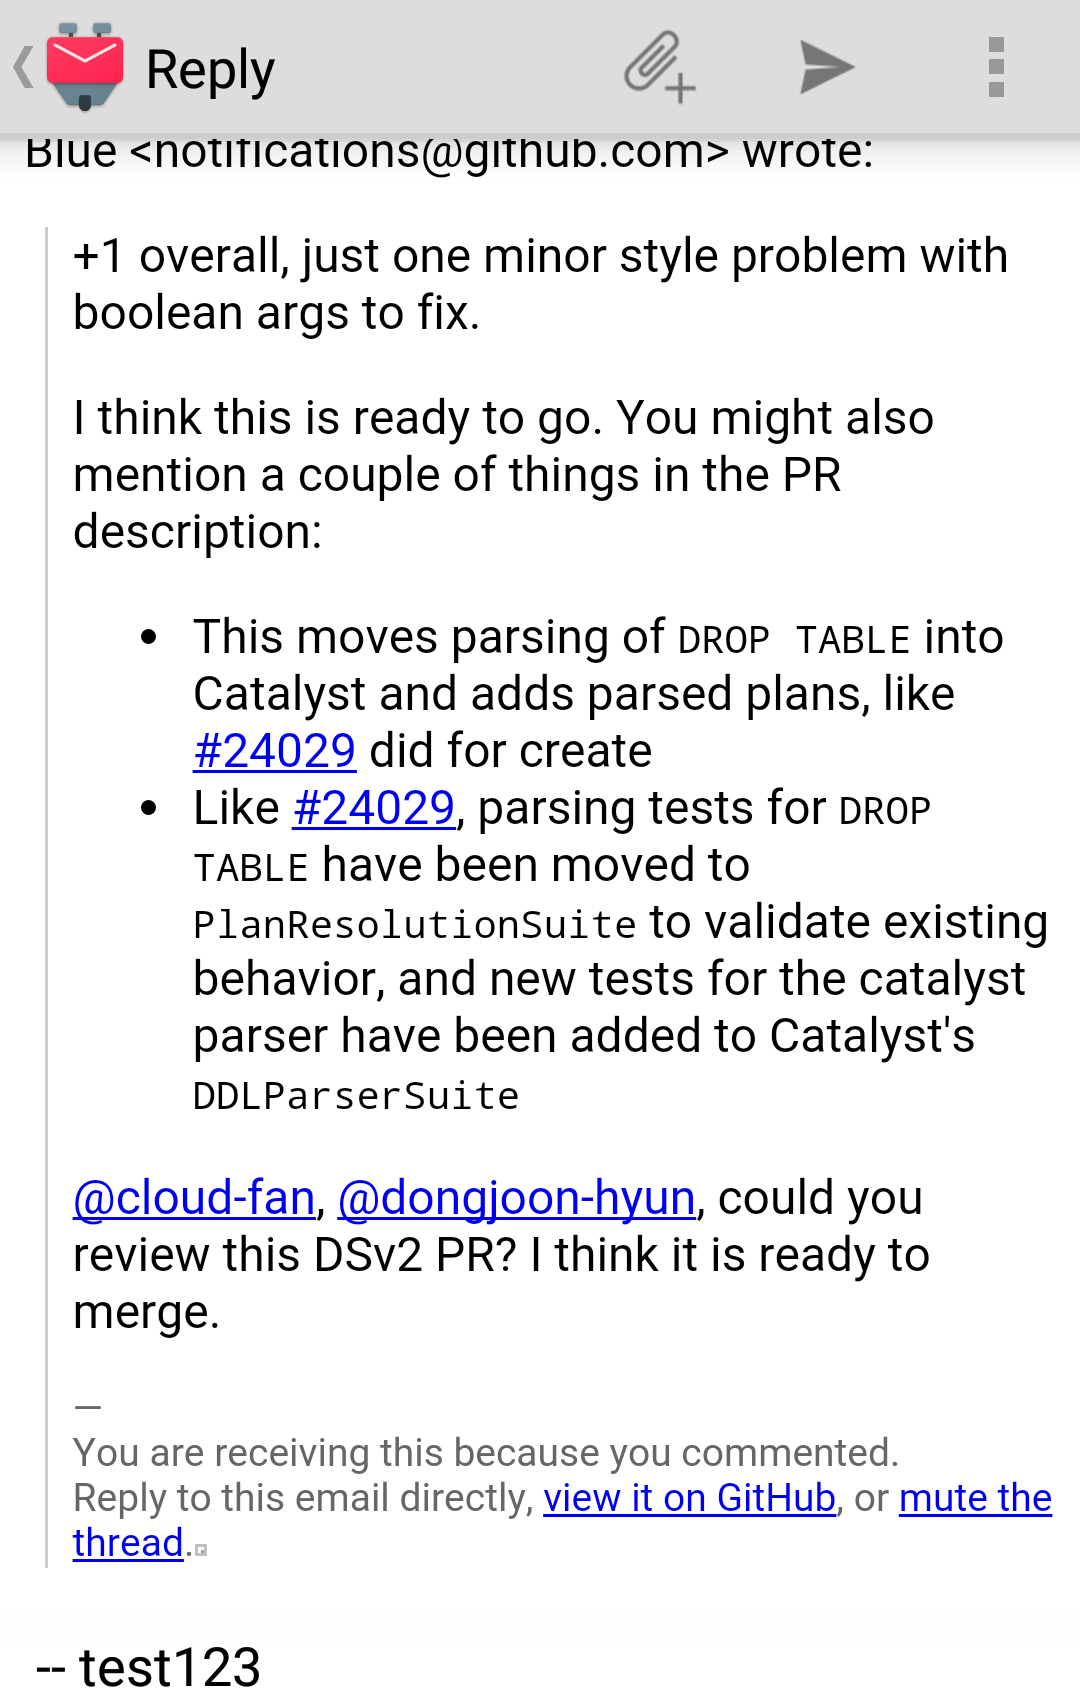 Reply
Blue <notifications@github.com> wrote:
+1 overall, just one minor style problem with
boolean args to fix.
I think this is ready to go. You might also
mention a couple of things in the PR
description:
• This moves parsing of DROP TABLE into
Catalyst and adds parsed plans, like
#24029 did for create
• Like #24029, parsing tests for DROP
TABLE have been moved to
PlanResolutionSuite to validate existing
behavior, and new tests for the catalyst
parser have been added to Catalyst's
DDLParserSuite
@cloud-fan, @dongjoon-hyun, could you
review this DSv2 PR? I think it is ready to
merge.
—
You are receiving this because you commented.
Reply to this email directly, view it on GitHub, or mute the
thread.
-- test123